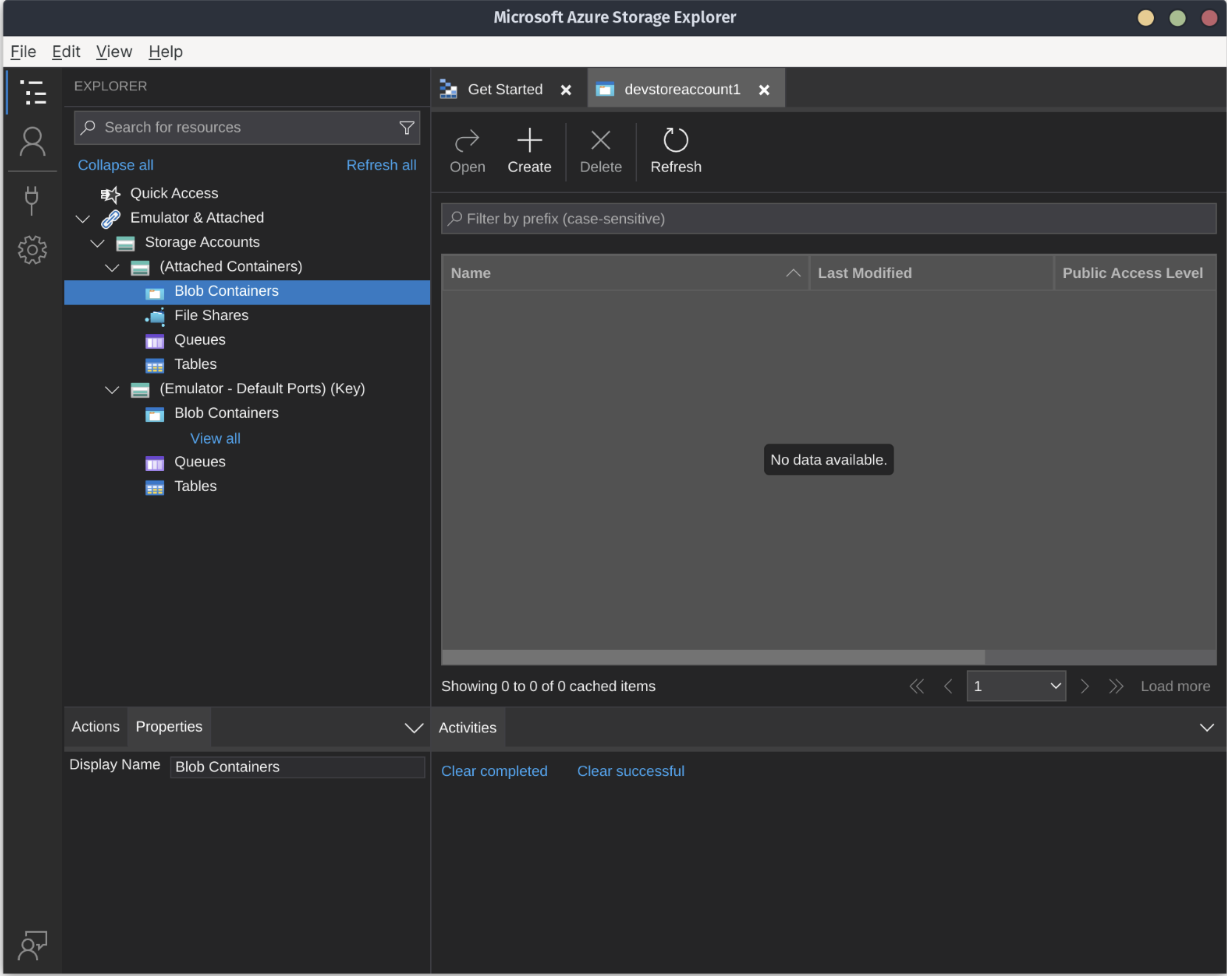 Microsoft Azure Storage Explorer
File Edit View Help
EXPLORER
Search for resources
Collapse all Refresh all
Quick Access
Emulator & Attached
Storage Accounts
(Attached Containers)
Blob Containers
File Shares
Queues
Tables
(Emulator - Default Ports) (Key)
Blob Containers
View all
Queues
Tables
Actions Properties
Display Name Blob Containers
Get Started devstoreaccount1
Open Create Delete Refresh
Filter by prefix (case-sensitive)
Name Last Modified Public Access Level
No data available.
Showing 0 to 0 of 0 cached items 1 Load more
Activities
Clear completed Clear successful